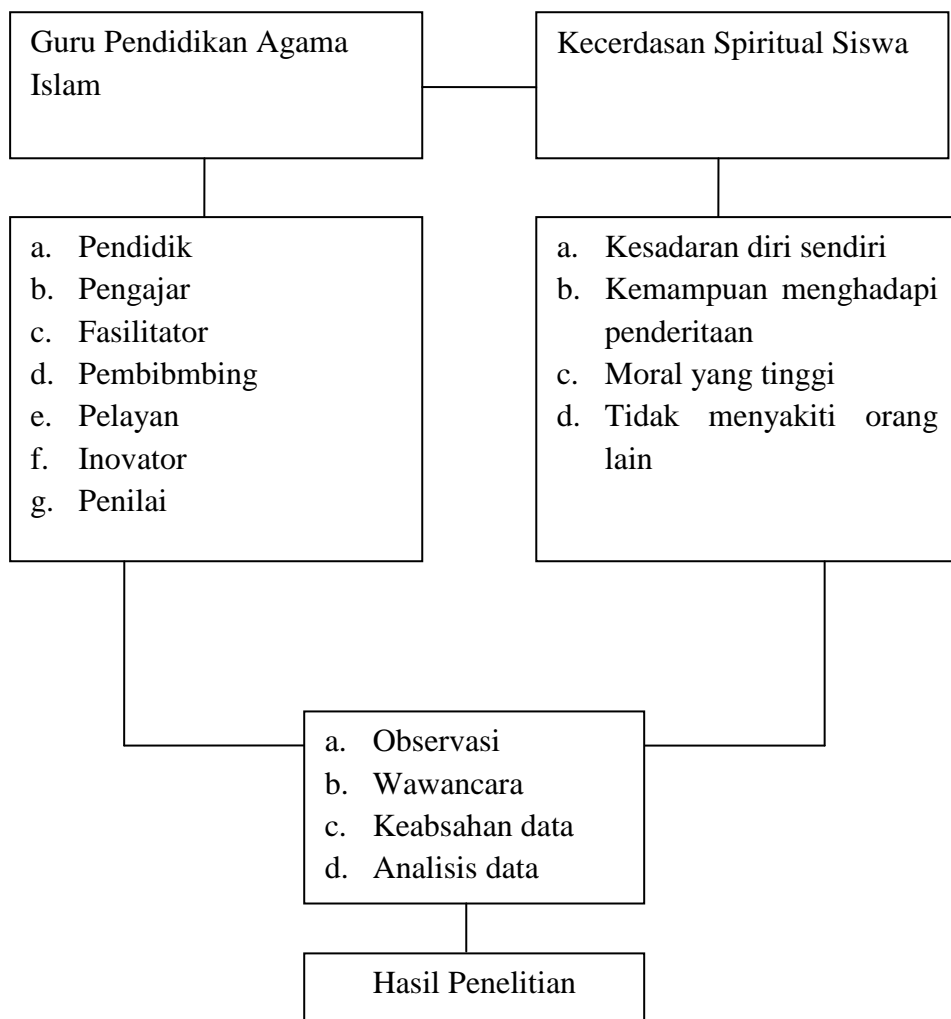 Guru Pendidikan Agama
Islam
Kecerdasan Spiritual Siswa
a. Pendidik
b. Pengajar
c. Fasilitator
d. Pembibmbing
e. Pelayan
f. Inovator
g. Penilai
a. Kesadaran diri sendiri
b. Kemampuan menghadapi
penderitaan
c. Moral yang tinggi
d. Tidak menyakiti orang
lain
a. Observasi
b. Wawancara
c. Keabsahan data
d. Analisis data
Hasil Penelitian